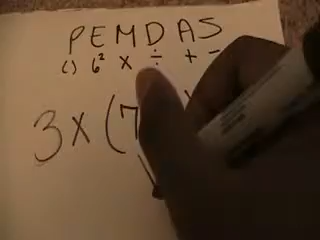 PEMDAS
() 6² × ÷ + -
3 × (7